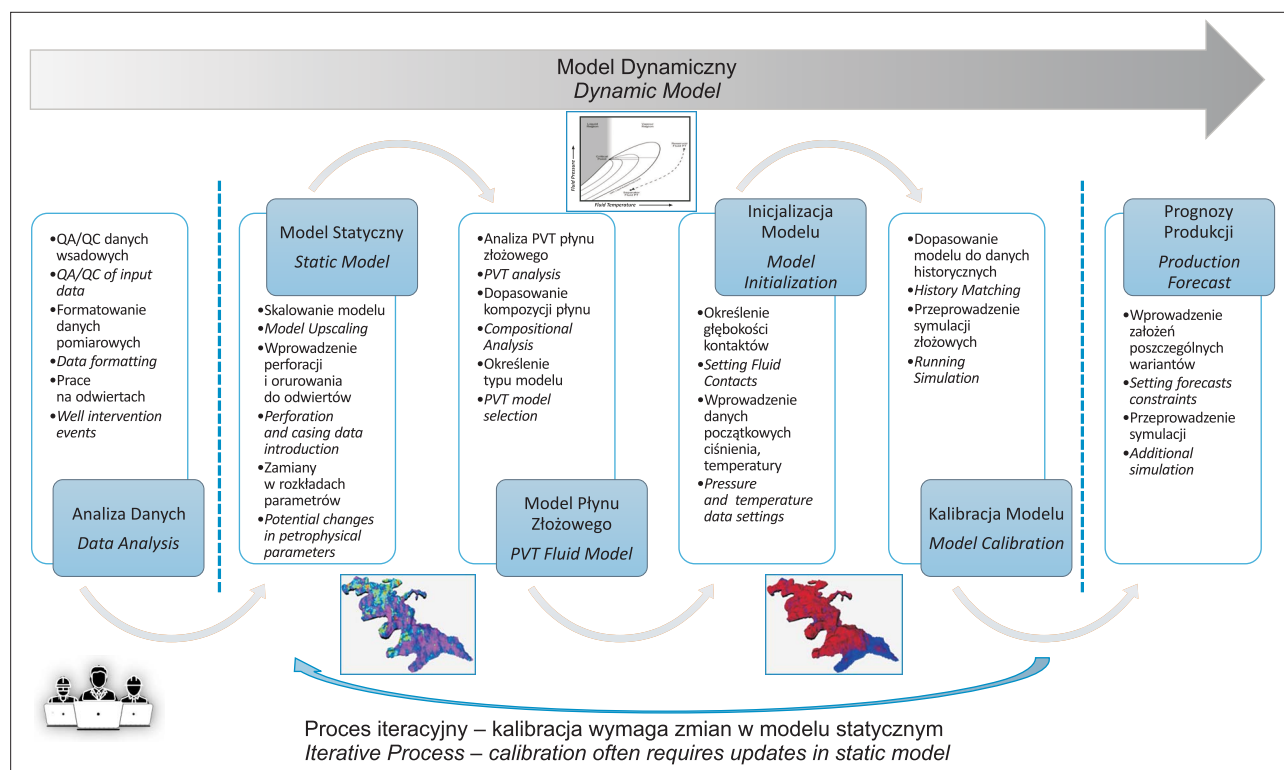 Model Dynamiczny
Dynamic Model
Fluid Pressure
Fluid Temperature
•QA/QC danych
wsadowych
•QA/QC of input
data
•Formatowanie
danych
pomiarowych
•Data formatting
•Prace
na odwiertach
•Well intervention
events
Analiza Danych
Data Analysis
Model Statyczny
Static Model
•Skalowanie modelu
•Model Upscaling
•Wprowadzenie
perforacji
i orurowania
do odwiertów
•Perforation
and casing data
introduction
•Zamiany
w rozkładach
parametrów
•Potential changes
in petrophysical
parameters
•Analiza PVT płynu
złożowego
•PVT analysis
•Dopasowanie
kompozycji płynu
•Compositional
Analysis
•Określenie
typu modelu
•PVT model
selection
Model Płynu
Złożowego
PVT Fluid Model
Inicjalizacja
Modelu
Model
Initialization
•Określenie
głębokości
kontaktów
•Setting Fluid
Contacts
•Wprowadzenie
danych
początkowych
ciśnienia,
temperatury
•Pressure
and temperature
data settings
•Dopasowanie
modelu do danych
historycznych
•History Matching
•Przeprowadzenie
symulacji
złożowych
•Running
Simulation
Kalibracja Modelu
Model Calibration
Prognozy
Produkcji
Production
Forecast
•Wprowadzenie
założeń
poszczególnych
wariantów
•Setting forecasts
constraints
•Przeprowadzenie
symulacji
•Additional
simulation
Proces iteracyjny – kalibracja wymaga zmian w modelu statycznym
Iterative Process – calibration often requires updates in static model